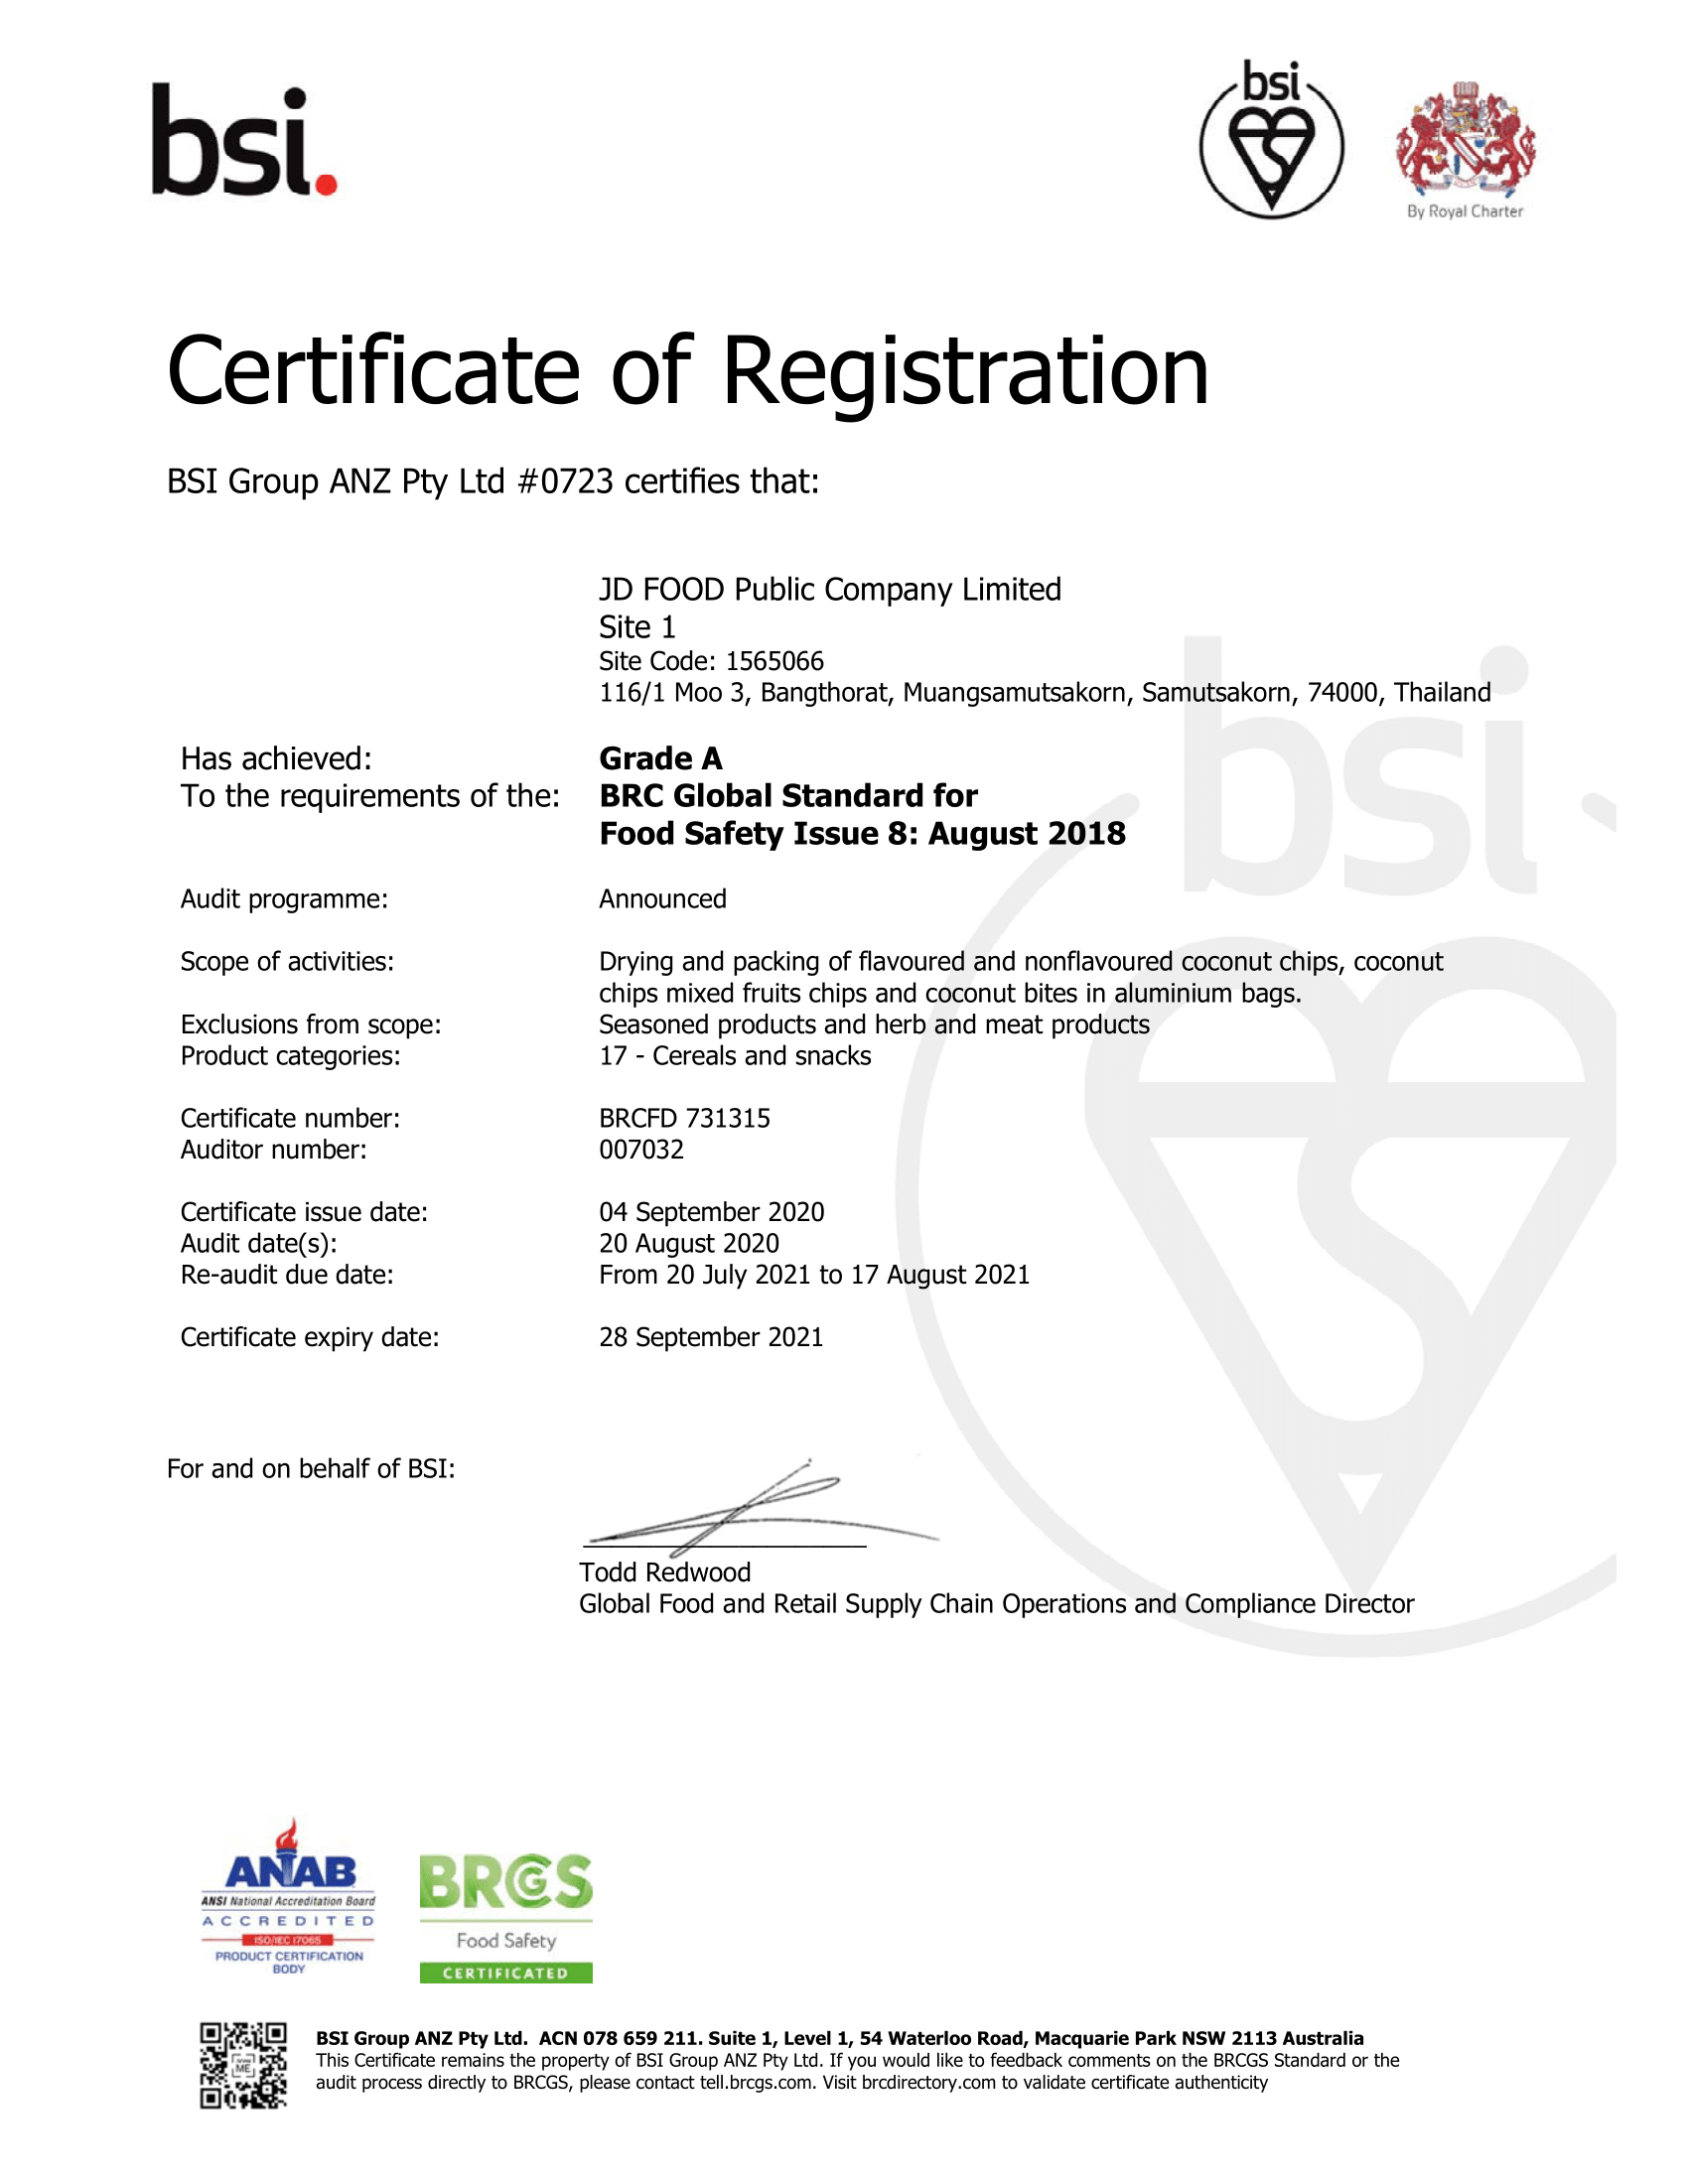 bsi.
bsi
By Royal Charter
Certificate of Registration
BSI Group ANZ Pty Ltd #0723 certifies that:
JD FOOD Public Company Limited
Site 1
Site Code: 1565066
116/1 Moo 3, Bangthorat, Muangsamutsakorn, Samutsakorn, 74000, Thailand
Has achieved: Grade A
To the requirements of the: BRC Global Standard for
Food Safety Issue 8: August 2018
Audit programme: Announced
Scope of activities: Drying and packing of flavoured and nonflavoured coconut chips, coconut
chips mixed fruits chips and coconut bites in aluminium bags.
Exclusions from scope: Seasoned products and herb and meat products
Product categories: 17 - Cereals and snacks
Certificate number: BRCFD 731315
Auditor number: 007032
Certificate issue date: 04 September 2020
Audit date(s): 20 August 2020
Re-audit due date: From 20 July 2021 to 17 August 2021
Certificate expiry date: 28 September 2021
bsi
For and on behalf of BSI:
Todd Redwood
Global Food and Retail Supply Chain Operations and Compliance Director
ANAB
ANSI National Accreditation Board
ACCREDITED
ISO/IEC 17065
PRODUCT CERTIFICATION
BODY
BRCGS
Food Safety
CERTIFICATED
ME
BSI Group ANZ Pty Ltd. ACN 078 659 211. Suite 1, Level 1, 54 Waterloo Road, Macquarie Park NSW 2113 Australia
This Certificate remains the property of BSI Group ANZ Pty Ltd. If you would like to feedback comments on the BRCGS Standard or the
audit process directly to BRCGS, please contact tell.brcgs.com. Visit brcdirectory.com to validate certificate authenticity